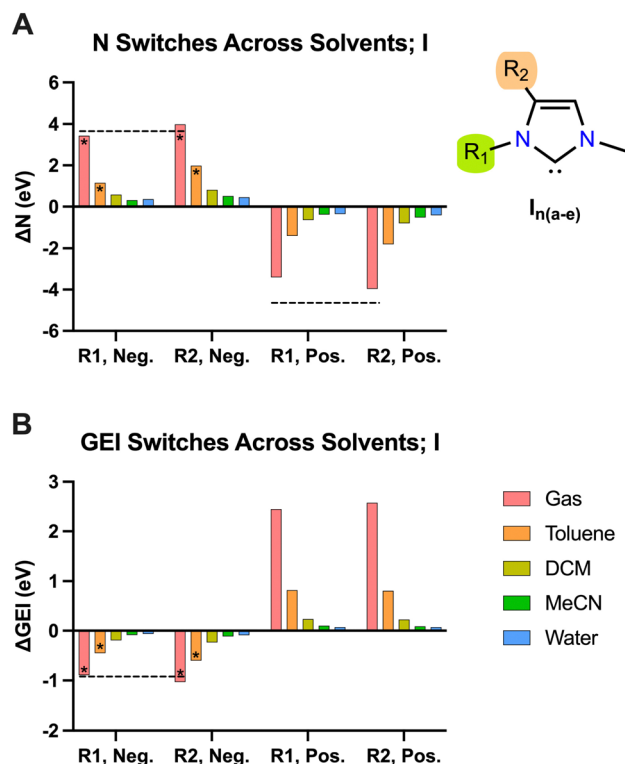 A
N Switches Across Solvents; I
ΔN (eV)
6
4
2
0
-2
-4
-6
* * * *
R1, Neg. R2, Neg. R1, Pos. R2, Pos.
R2
R1 N N
..
In(a-e)
B
GEI Switches Across Solvents; I
ΔGEI (eV)
3
2
1
0
-1
-2
* * * *
R1, Neg. R2, Neg. R1, Pos. R2, Pos.
Gas
Toluene
DCM
MeCN
Water